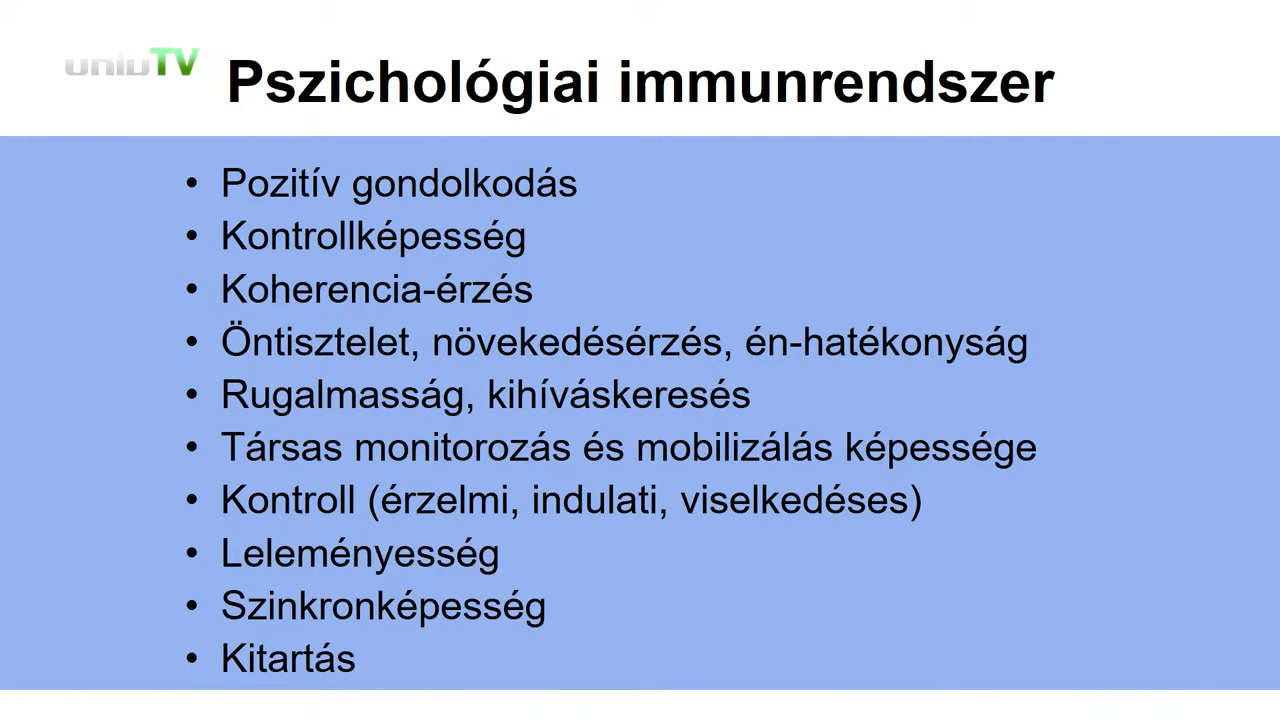 uniuTV
Pszichológiai immunrendszer
• Pozitív gondolkodás
• Kontrollképesség
• Koherencia-érzés
• Öntisztelet, növekedésérzés, én-hatékonyság
• Rugalmasság, kihíváskeresés
• Társas monitorozás és mobilizálás képessége
• Kontroll (érzelmi, indulati, viselkedéses)
• Leleményesség
• Szinkronképesség
• Kitartás